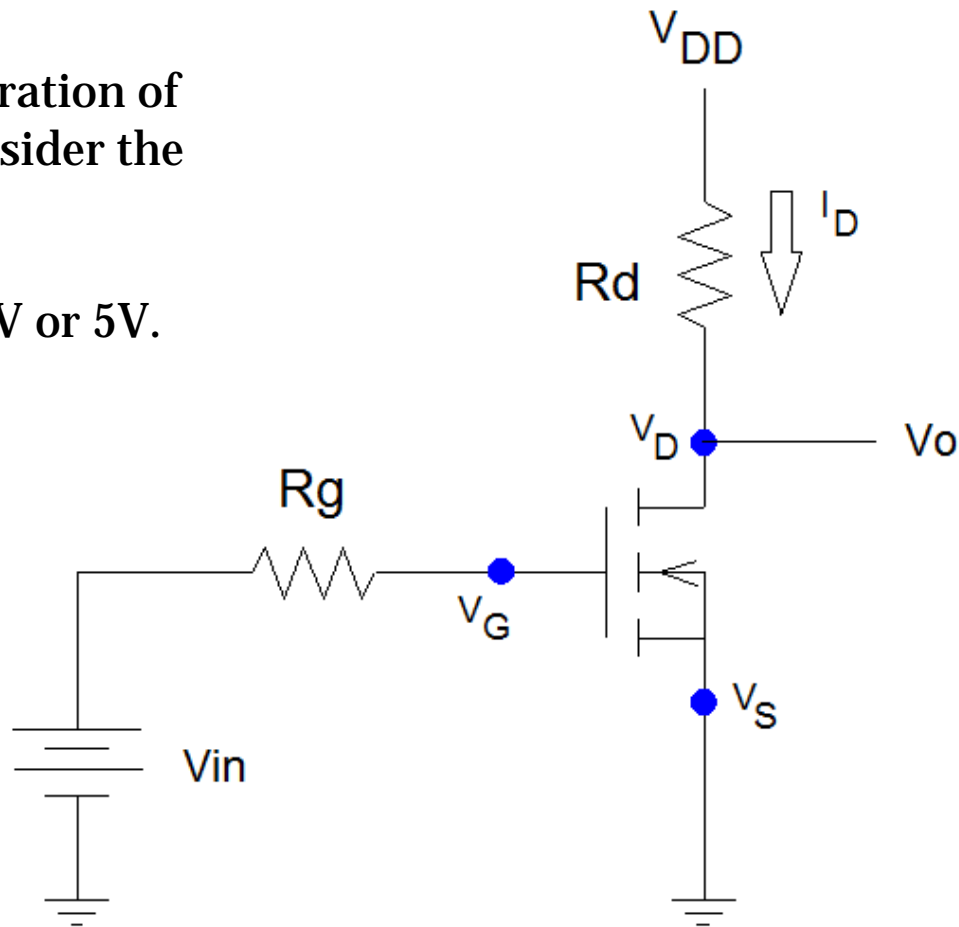 ration of
sider the
V or 5V.
VDD
ID
Rd
VD
Vo
Rg
VG
VS
Vin